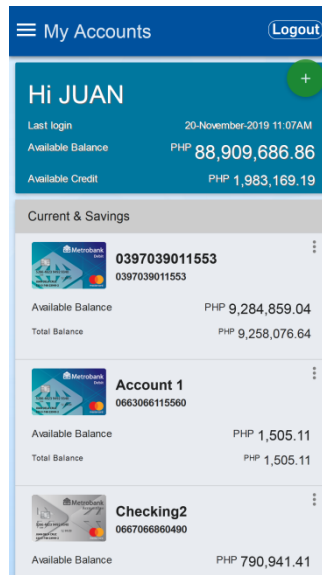 My Accounts
Logout
+
Hi JUAN
Last login 20-November-2019 11:07AM
Available Balance PHP 88,909,686.86
Available Credit PHP 1,983,169.19
Current & Savings
Metrobank
Debit
0397039011553
0397039011553
Available Balance PHP 9,284,859.04
Total Balance PHP 9,258,076.64
Metrobank
Debit
Account 1
0663066115560
Available Balance PHP 1,505.11
Total Balance PHP 1,505.11
Metrobank
Checking2
0667066860490
Available Balance PHP 790,941.41